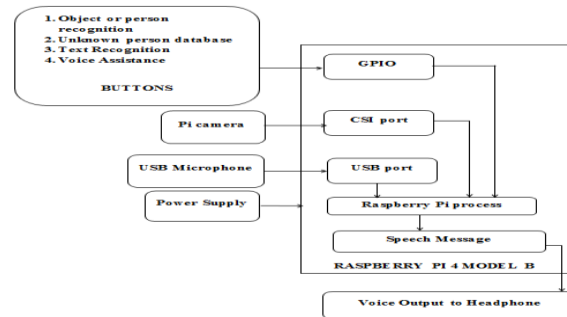 1. Object or person
recognition
2. Unknown person database
3. Text Recognition
4. Voice Assistance
BUTTONS
GPIO
Pi camera
CSI port
USB Microphone
USB port
Power Supply
Raspberry Pi process
Speech Message
RASPBERRY PI 4 MODEL B
Voice Output to Headphone